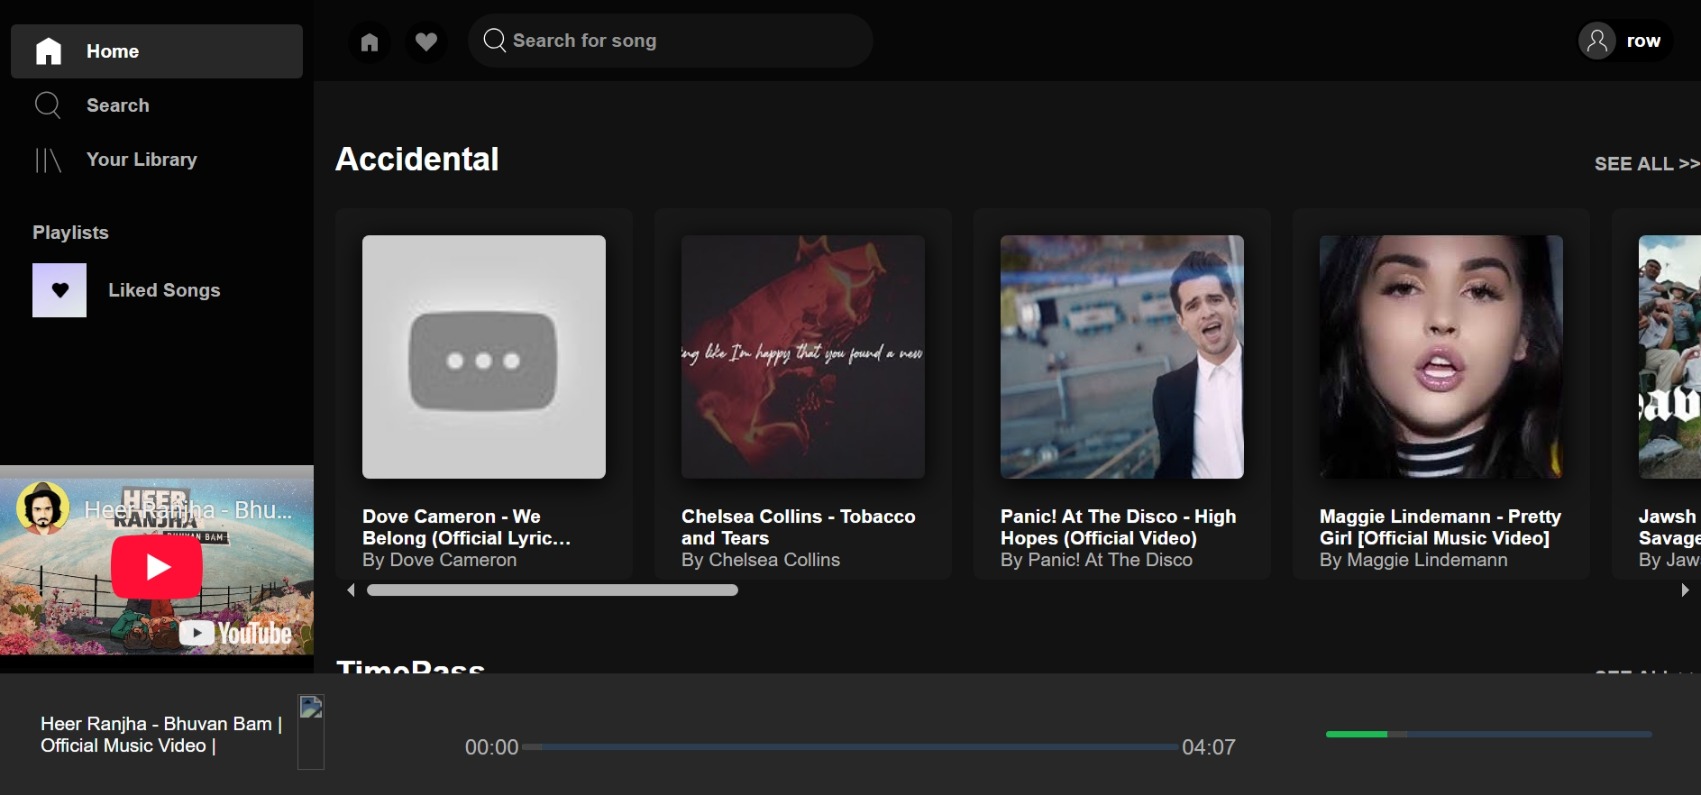 Home
Search
Your Library
Playlists
Liked Songs
Search for song
row
Accidental
SEE ALL >>
ng like I'm happy that you found a new
Dove Cameron - We
Belong (Official Lyric...
By Dove Cameron
Chelsea Collins - Tobacco
and Tears
By Chelsea Collins
Panic! At The Disco - High
Hopes (Official Video)
By Panic! At The Disco
Maggie Lindemann - Pretty
Girl [Official Music Video]
By Maggie Lindemann
Jawsh
Savage
By Jaw
TimePass
SEE ALL >>
Heer Ranjha - Bhu...
HEER
RANJHA
BHUVAN BAM
YouTube
Heer Ranjha - Bhuvan Bam |
Official Music Video |
00:00
04:07